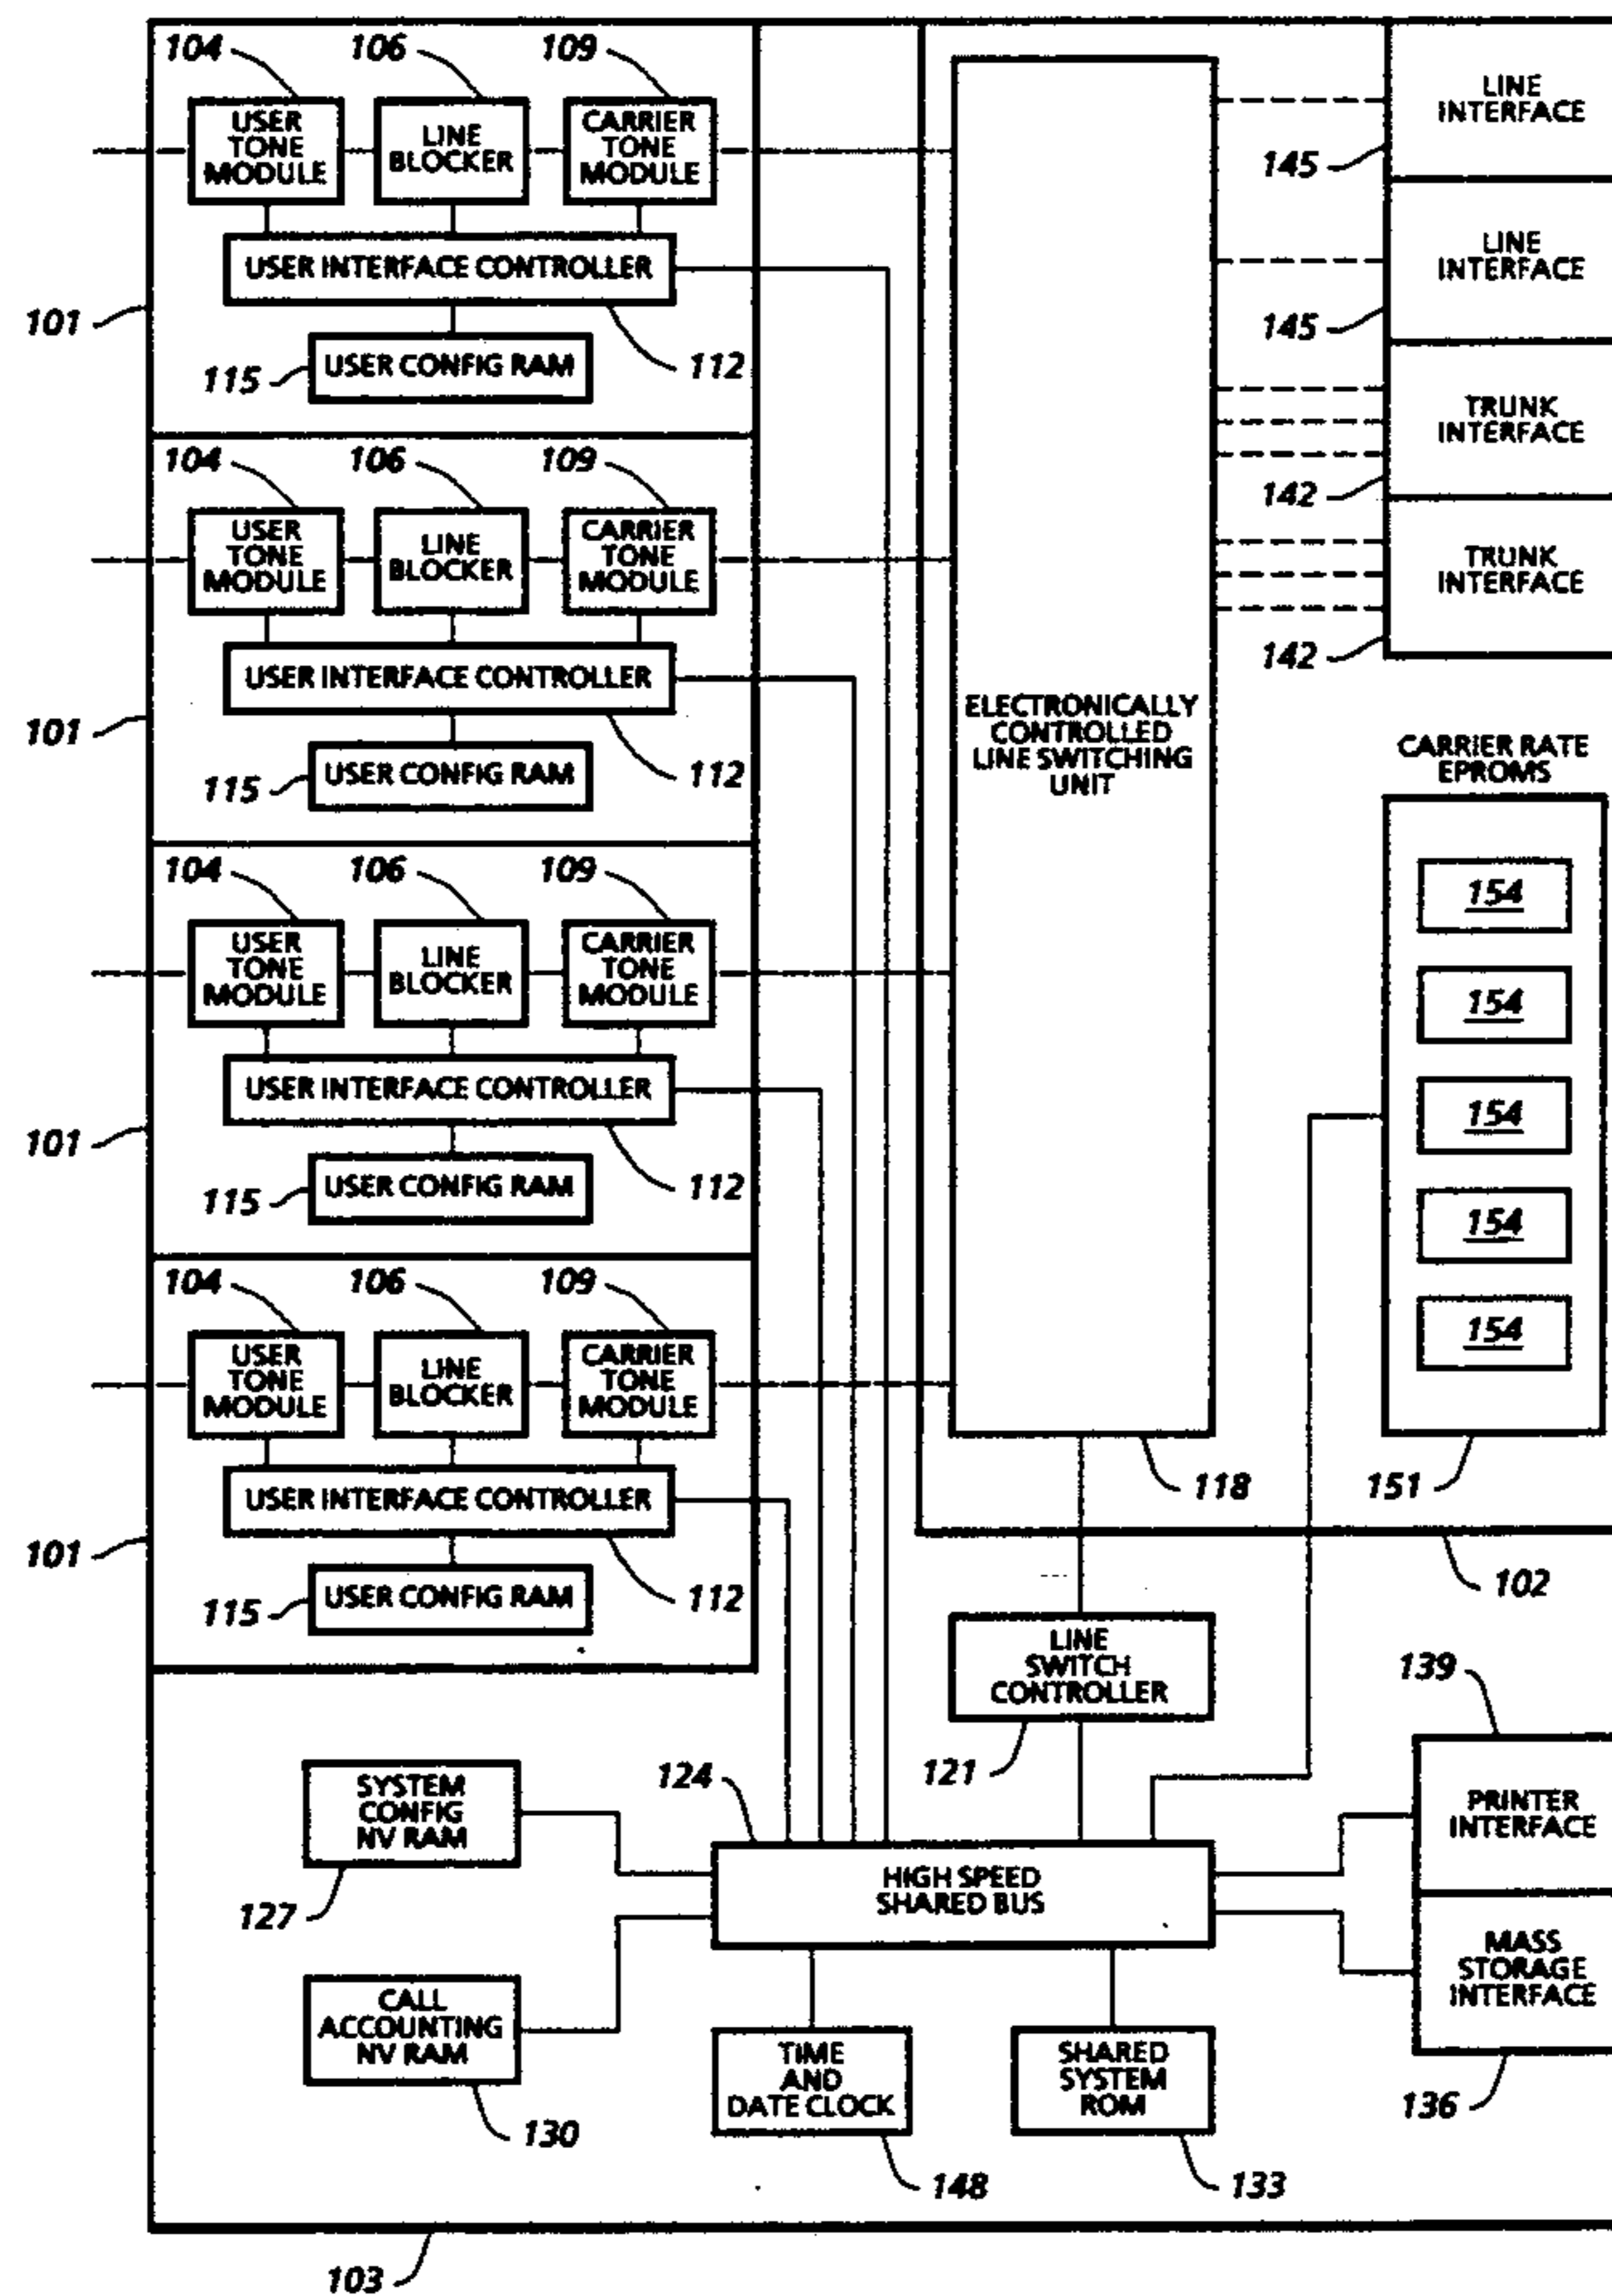 104
106
109
USER
TONE
MODULE
LINE
BLOCKER
CARRIER
TONE
MODULE
USER INTERFACE CONTROLLER
101
115
USER CONFIG RAM
112
104
106
109
USER
TONE
MODULE
LINE
BLOCKER
CARRIER
TONE
MODULE
USER INTERFACE CONTROLLER
101
115
USER CONFIG RAM
112
104
106
109
USER
TONE
MODULE
LINE
BLOCKER
CARRIER
TONE
MODULE
USER INTERFACE CONTROLLER
101
115
USER CONFIG RAM
112
104
106
109
USER
TONE
MODULE
LINE
BLOCKER
CARRIER
TONE
MODULE
USER INTERFACE CONTROLLER
101
115
USER CONFIG RAM
112
ELECTRONICALLY
CONTROLLED
LINE SWITCHING
UNIT
118
LINE
INTERFACE
145
LINE
INTERFACE
145
TRUNK
INTERFACE
142
TRUNK
INTERFACE
142
CARRIER RATE
EPROMS
154
154
154
154
154
151
102
LINE
SWITCH
CONTROLLER
121
139
PRINTER
INTERFACE
MASS
STORAGE
INTERFACE
136
SYSTEM
CONFIG
NV RAM
127
124
HIGH SPEED
SHARED BUS
CALL
ACCOUNTING
NV RAM
130
TIME
AND
DATE CLOCK
148
SHARED
SYSTEM
ROM
133
103